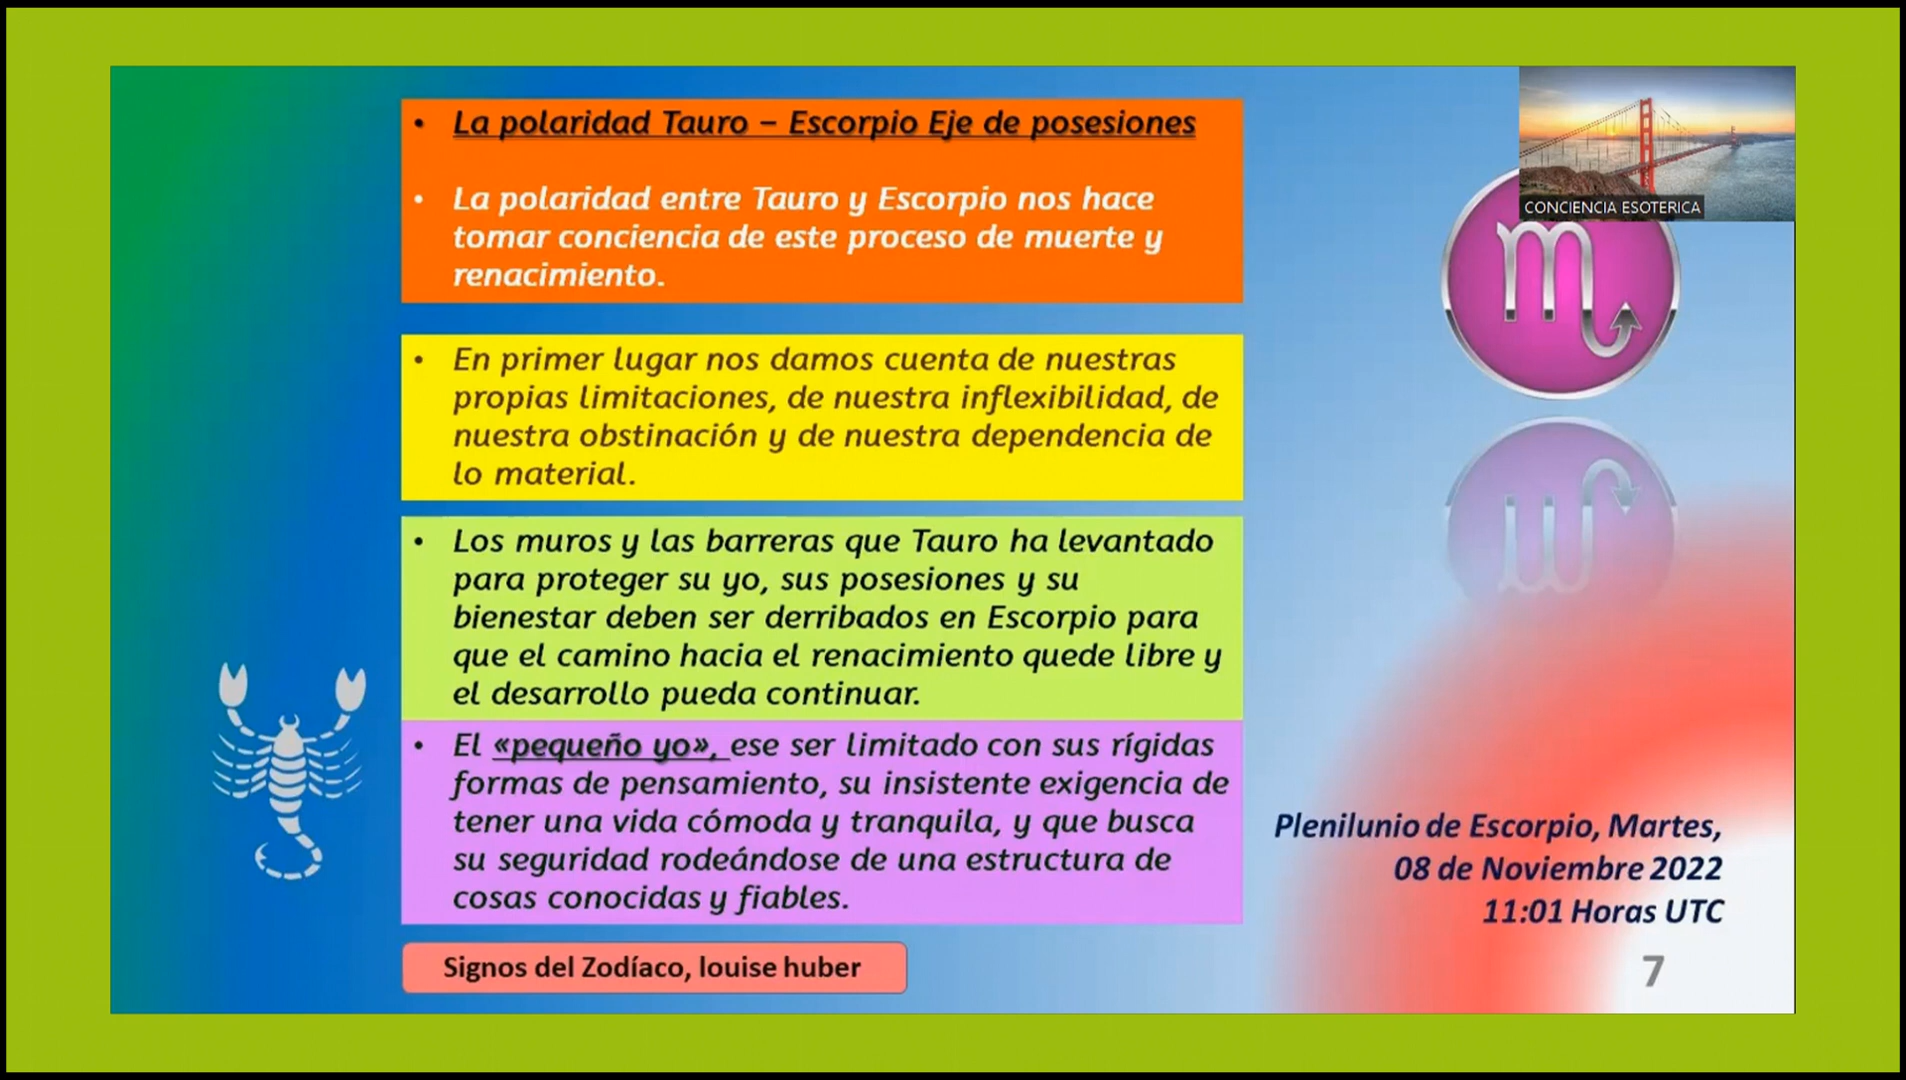 La polaridad Tauro – Escorpio Eje de posesiones
La polaridad entre Tauro y Escorpio nos hace
tomar conciencia de este proceso de muerte y
renacimiento.
En primer lugar nos damos cuenta de nuestras
propias limitaciones, de nuestra inflexibilidad, de
nuestra obstinación y de nuestra dependencia de
lo material.
Los muros y las barreras que Tauro ha levantado
para proteger su yo, sus posesiones y su
bienestar deben ser derribados en Escorpio para
que el camino hacia el renacimiento quede libre y
el desarrollo pueda continuar.
El «pequeño yo», ese ser limitado con sus rígidas
formas de pensamiento, su insistente exigencia de
tener una vida cómoda y tranquila, y que busca
su seguridad rodeándose de una estructura de
cosas conocidas y fiables.
Signos del Zodíaco, louise huber
CONCIENCIA ESOTERICA
Plenilunio de Escorpio, Martes,
08 de Noviembre 2022
11:01 Horas UTC
7